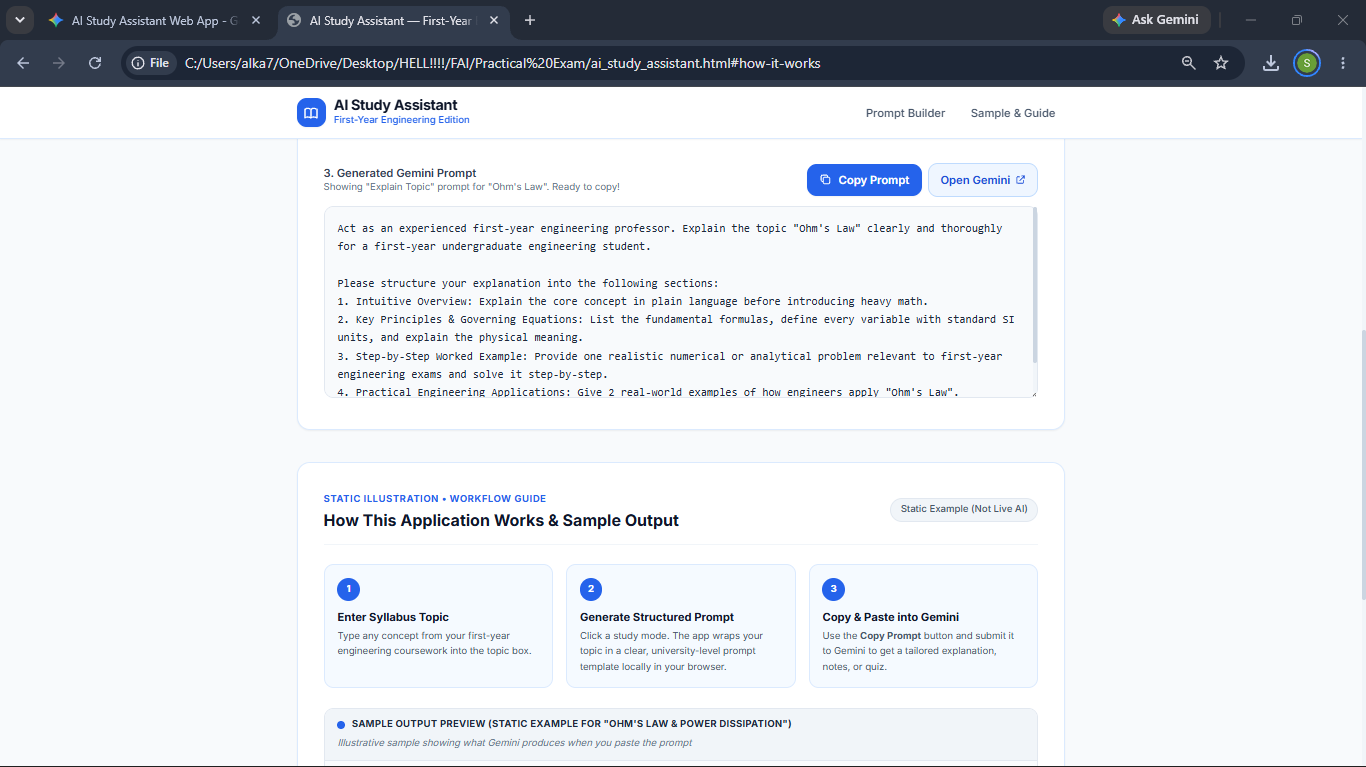 AI Study Assistant Web App - G
AI Study Assistant — First-Year
Ask Gemini
File
C:/Users/alka7/OneDrive/Desktop/HELL!!!!/FAI/Practical%20Exam/ai_study_assistant.html#how-it-works
S
AI Study Assistant
First-Year Engineering Edition
Prompt Builder
Sample & Guide
3. Generated Gemini Prompt
Showing "Explain Topic" prompt for "Ohm's Law". Ready to copy!
Copy Prompt
Open Gemini
Act as an experienced first-year engineering professor. Explain the topic "Ohm's Law" clearly and thoroughly
for a first-year undergraduate engineering student.
Please structure your explanation into the following sections:
1. Intuitive Overview: Explain the core concept in plain language before introducing heavy math.
2. Key Principles & Governing Equations: List the fundamental formulas, define every variable with standard SI
units, and explain the physical meaning.
3. Step-by-Step Worked Example: Provide one realistic numerical or analytical problem relevant to first-year
engineering exams and solve it step-by-step.
4. Practical Engineering Applications: Give 2 real-world examples of how engineers apply "Ohm's Law".
STATIC ILLUSTRATION • WORKFLOW GUIDE
How This Application Works & Sample Output
Static Example (Not Live AI)
1
Enter Syllabus Topic
Type any concept from your first-year
engineering coursework into the topic box.
2
Generate Structured Prompt
Click a study mode. The app wraps your
topic in a clear, university-level prompt
template locally in your browser.
3
Copy & Paste into Gemini
Use the Copy Prompt button and submit it
to Gemini to get a tailored explanation,
notes, or quiz.
SAMPLE OUTPUT PREVIEW (STATIC EXAMPLE FOR "OHM'S LAW & POWER DISSIPATION")
Illustrative sample showing what Gemini produces when you paste the prompt